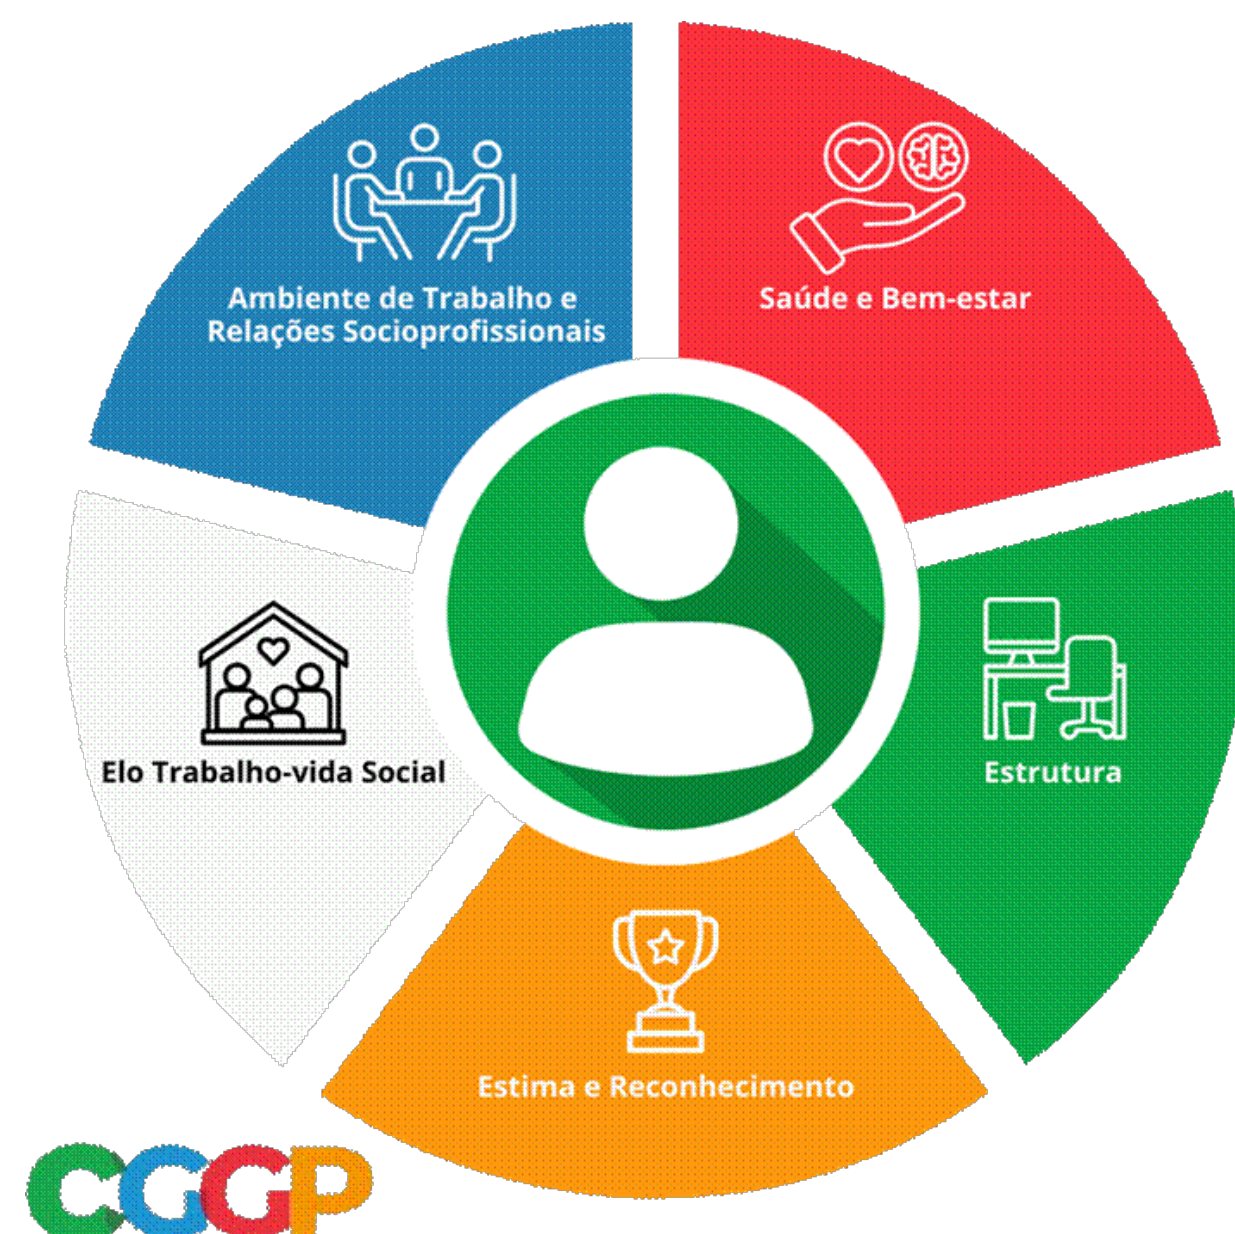 Ambiente de Trabalho e
Relações Socioprofissionais
Saúde e Bem-estar
Elo Trabalho-vida Social
Estrutura
Estima e Reconhecimento
CGGP